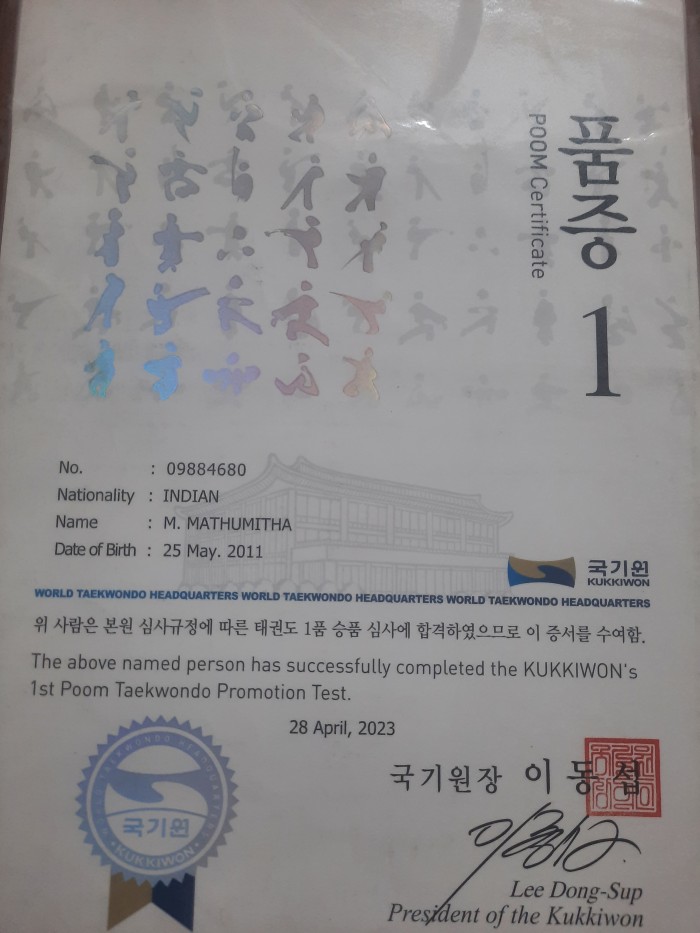 품증
POOM Certificate
1
No. : 09884680
Nationality : INDIAN
Name : M. MATHUMITHA
Date of Birth : 25 May. 2011
국기원
KUKKIWON
WORLD TAEKWONDO HEADQUARTERS WORLD TAEKWONDO HEADQUARTERS WORLD TAEKWONDO HEADQUARTERS
위 사람은 본원 심사규정에 따른 태권도 1품 승품 심사에 합격하였으므로 이 증서를 수여함.
The above named person has successfully completed the KUKKIWON's
1st Poom Taekwondo Promotion Test.
28 April, 2023
국기원장 이동섭
국기원
KUKKIWON
Lee Dong-Sup
President of the Kukkiwon